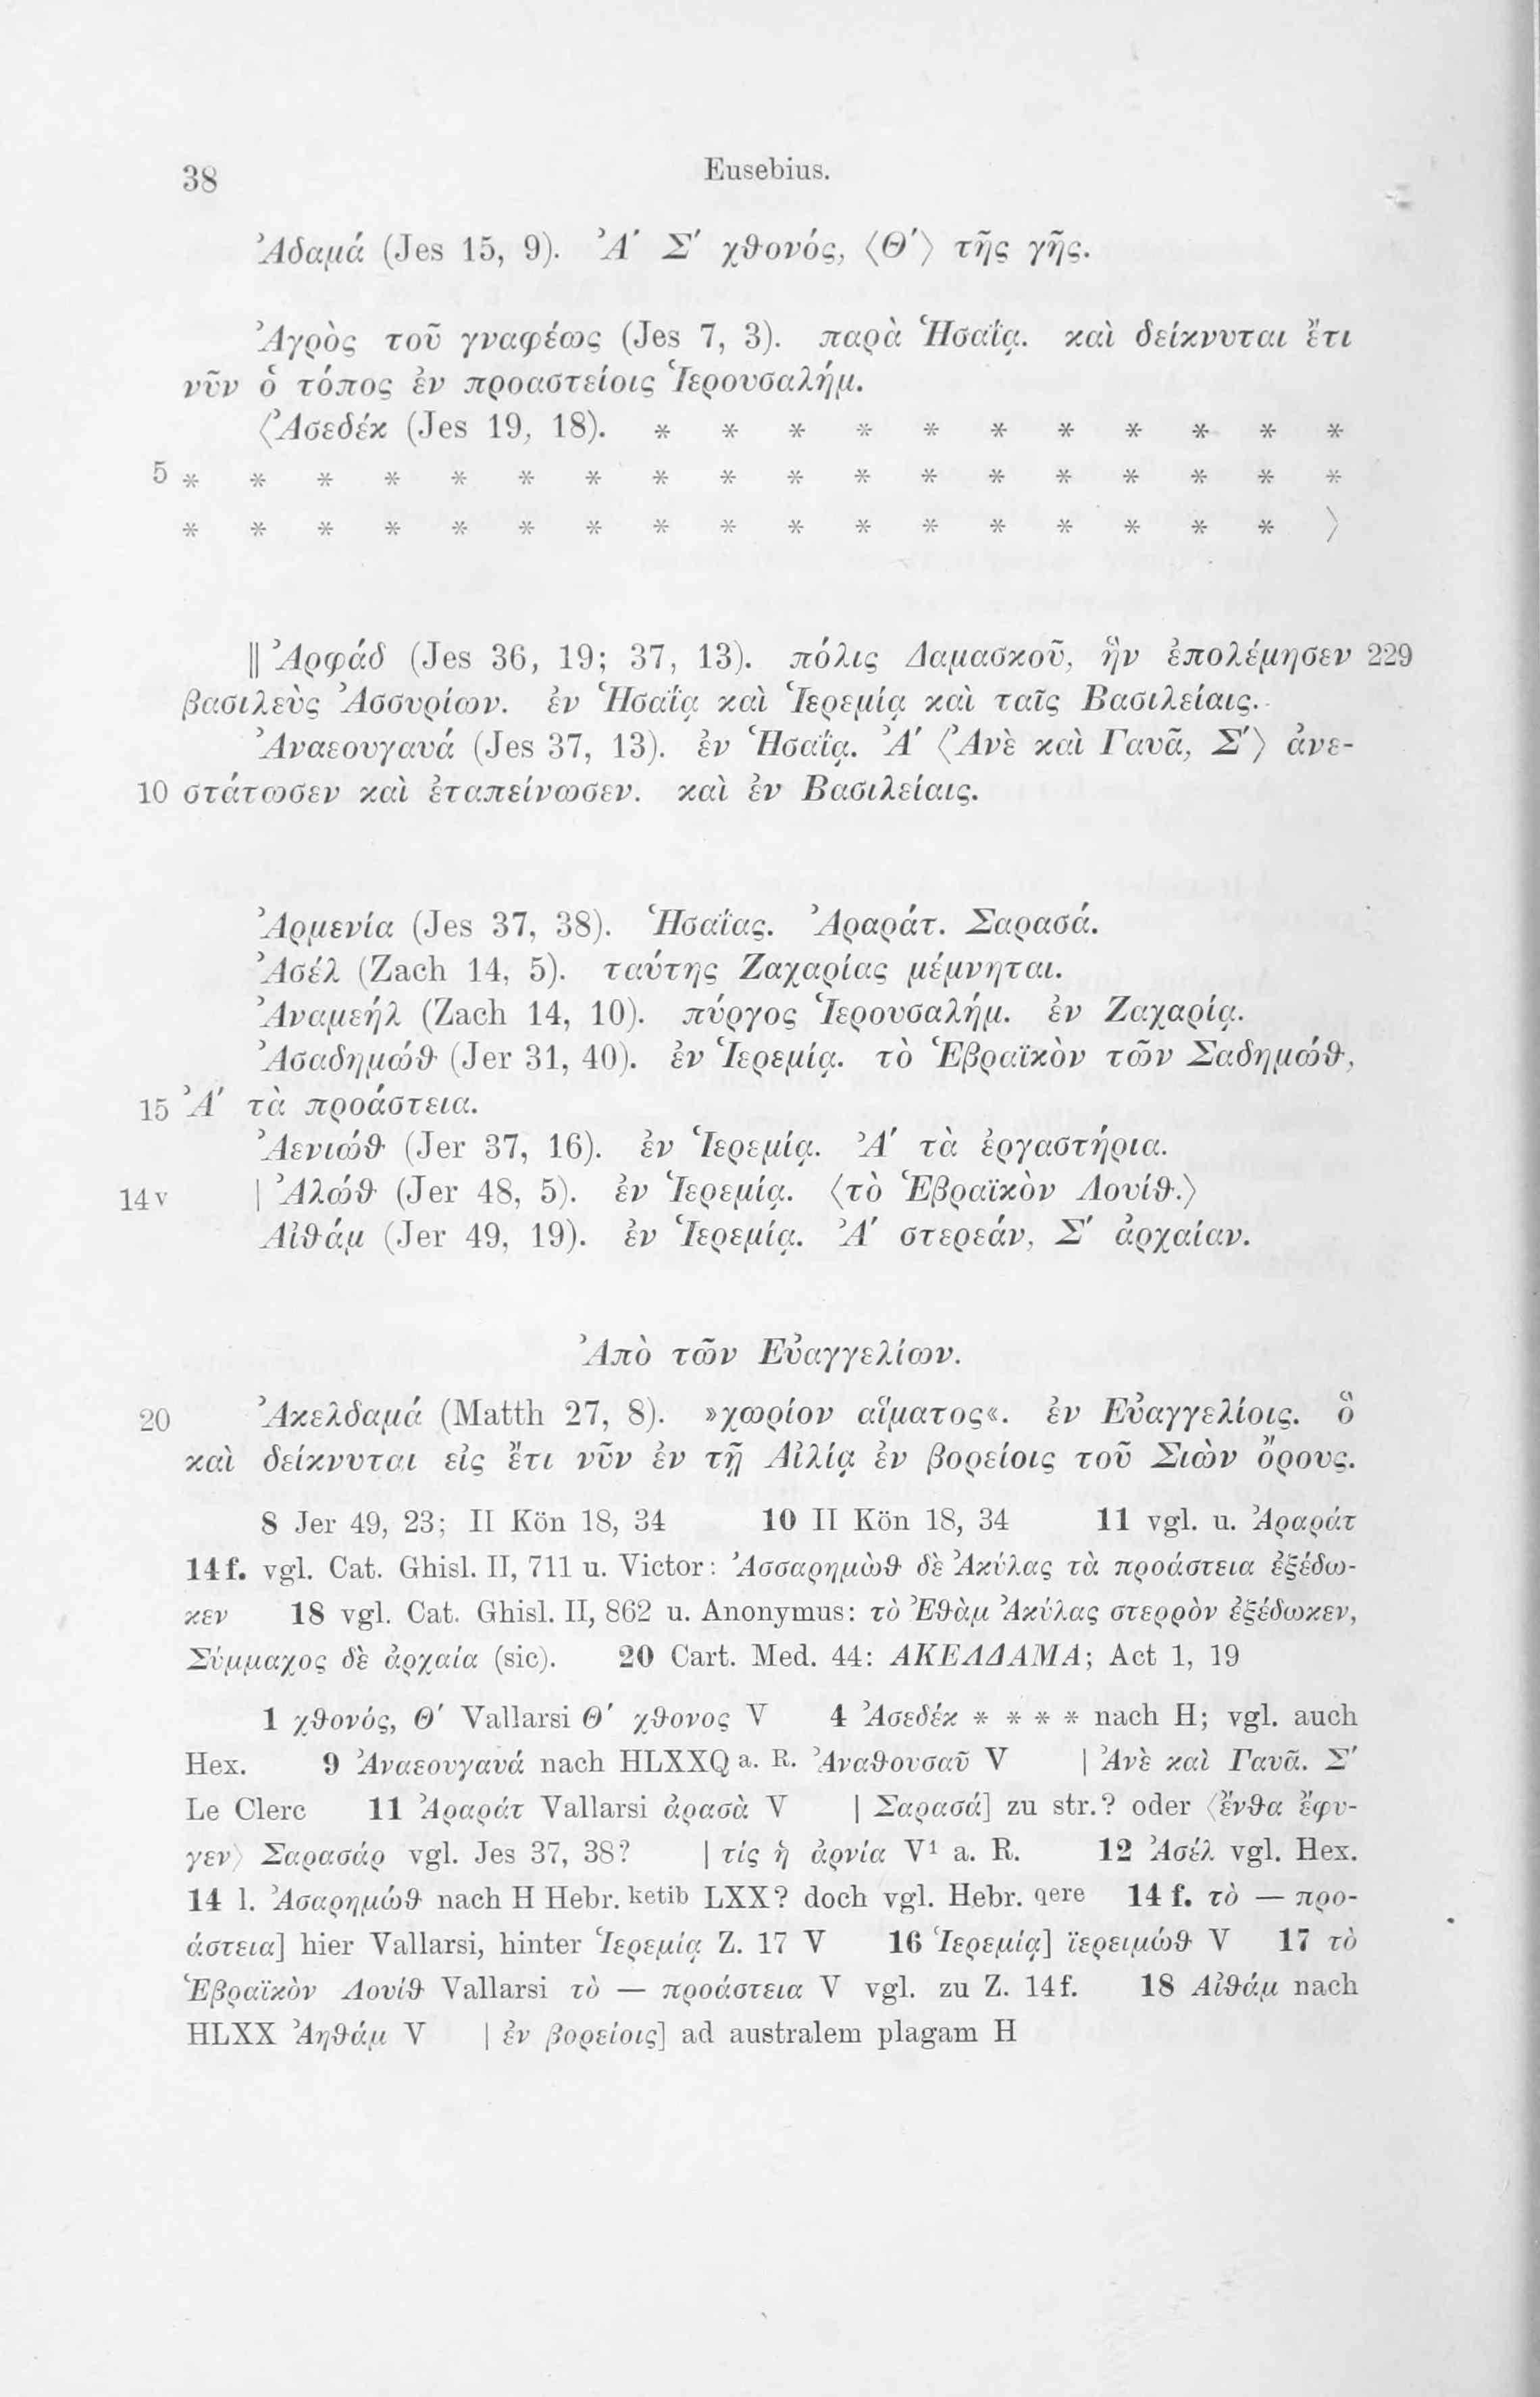 38 Eusebius.
Ἀδαμά (Jes 15, 9). Ἀ΄ Σ΄ χθονός, 〈Θ΄〉 τῆς γῆς.
Ἀγρὸς τοῦ γναφέως (Jes 7, 3). παρὰ Ἡσαΐᾳ. καὶ δείκνυται ἔτι
νῦν ὁ τόπος ἐν προαστείοις Ἱερουσαλήμ.
〈Ἀσεδέκ (Jes 19, 18). * * * * * * * * * * *
5 * * * * * * * * * * * * * * * * * *
* * * * * * * * * * * * * * * * * 〉
‖ Ἀρφάδ (Jes 36, 19; 37, 13). πόλις Δαμασκοῦ, ἣν ἐπολέμησεν 229
βασιλεὺς Ἀσσυρίων. ἐν Ἡσαΐᾳ καὶ Ἱερεμίᾳ καὶ ταῖς Βασιλείαις.
Ἀναεουγαυά (Jes 37, 13). ἐν Ἡσαΐᾳ. Ἀ΄ 〈Ἀνὲ καὶ Γαυᾶ, Σ΄〉 ἀνε-
10 στάτωσεν καὶ ἐταπείνωσεν. καὶ ἐν Βασιλείαις.
Ἀρμενία (Jes 37, 38). Ἡσαΐας. Ἀραράτ. Σαρασά.
Ἀσέλ (Zach 14, 5). ταύτης Ζαχαρίας μέμνηται.
Ἀναμεήλ (Zach 14, 10). πύργος Ἱερουσαλήμ. ἐν Ζαχαρίᾳ.
Ἀσαδημώθ (Jer 31, 40). ἐν Ἱερεμίᾳ. τὸ Ἑβραϊκὸν τῶν Σαδημώθ,
15 Ἀ΄ τὰ προάστεια.
Ἀενιώθ (Jer 37, 16). ἐν Ἱερεμίᾳ. Ἀ΄ τὰ ἐργαστήρια.
14v | Ἀλώθ (Jer 48, 5). ἐν Ἱερεμίᾳ. 〈τὸ Ἑβραϊκὸν Λουίθ.〉
Αἰθάμ (Jer 49, 19). ἐν Ἱερεμίᾳ. Ἀ΄ στερεάν, Σ΄ ἀρχαίαν.
Ἀπὸ τῶν Εὐαγγελίων.
20 Ἀκελδαμά (Matth 27, 8). »χωρίον αἵματος«. ἐν Εὐαγγελίοις. ὃ
καὶ δείκνυται εἰς ἔτι νῦν ἐν τῇ Αἰλίᾳ ἐν βορείοις τοῦ Σιὼν ὄρους.
8 Jer 49, 23; II Kön 18, 34 10 II Kön 18, 34 11 vgl. u. Ἀραράτ
14 f. vgl. Cat. Ghisl. II, 711 u. Victor: Ἀσσαρημὼθ δὲ Ἀκύλας τὰ προάστεια ἐξέδω-
κεν 18 vgl. Cat. Ghisl. II, 862 u. Anonymus: τὸ Ἐθὰμ Ἀκύλας στερρὸν ἐξέδωκεν,
Σύμμαχος δὲ ἀρχαία (sic). 20 Cart. Med. 44: ΑΚΕΛΔΑΜΑ; Act 1, 19
1 χθονός, Θ΄ Vallarsi Θ΄ χθονος V 4 Ἀσεδέκ * * * * nach H; vgl. auch
Hex. 9 Ἀναεουγαυά nach HLXXQ a. R. Ἀναθουσαῦ V | Ἀνὲ καὶ Γαυᾶ. Σ΄
Le Clerc 11 Ἀραράτ Vallarsi ἀρασὰ V | Σαρασά] zu str.? oder 〈ἔνθα ἔφυ-
γεν〉 Σαρασάρ vgl. Jes 37, 38? | τίς ἡ ἀρνία V¹ a. R. 12 Ἀσέλ vgl. Hex.
14 l. Ἀσαρημώθ nach H Hebr. ketib LXX? doch vgl. Hebr. qere 14 f. τὸ — προ-
άστεια] hier Vallarsi, hinter Ἱερεμίᾳ Z. 17 V 16 Ἱερεμίᾳ] ϊερειμώθ V 17 τὸ
Ἑβραϊκὸν Λουίθ Vallarsi τὸ — προάστεια V vgl. zu Z. 14 f. 18 Αἰθάμ nach
HLXX Ἀηθάμ V | ἐν βορείοις] ad australem plagam H